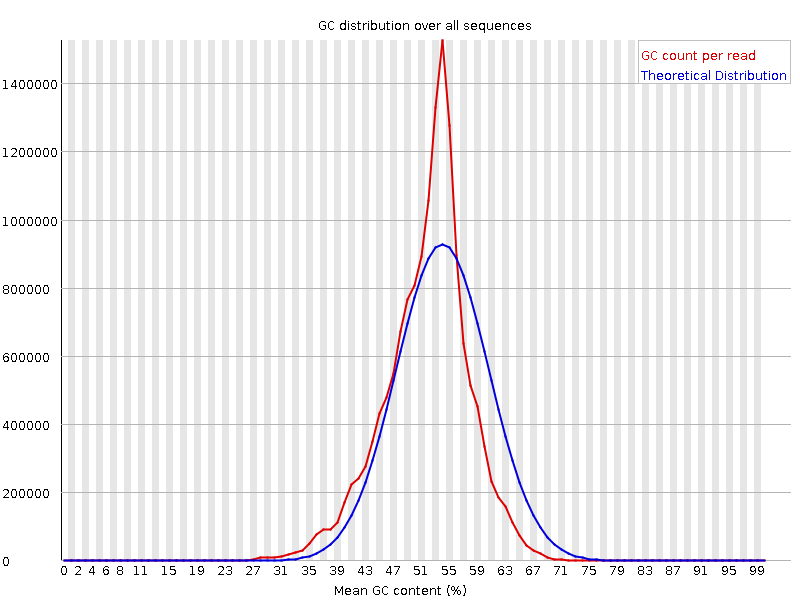 GC distribution over all sequences
GC count per read
Theoretical Distribution
1400000
1200000
1000000
800000
600000
400000
200000
0
0 2 4 6 8 11 15 19 23 27 31 35 39 43 47 51 55 59 63 67 71 75 79 83 87 91 95 99
Mean GC content (%)